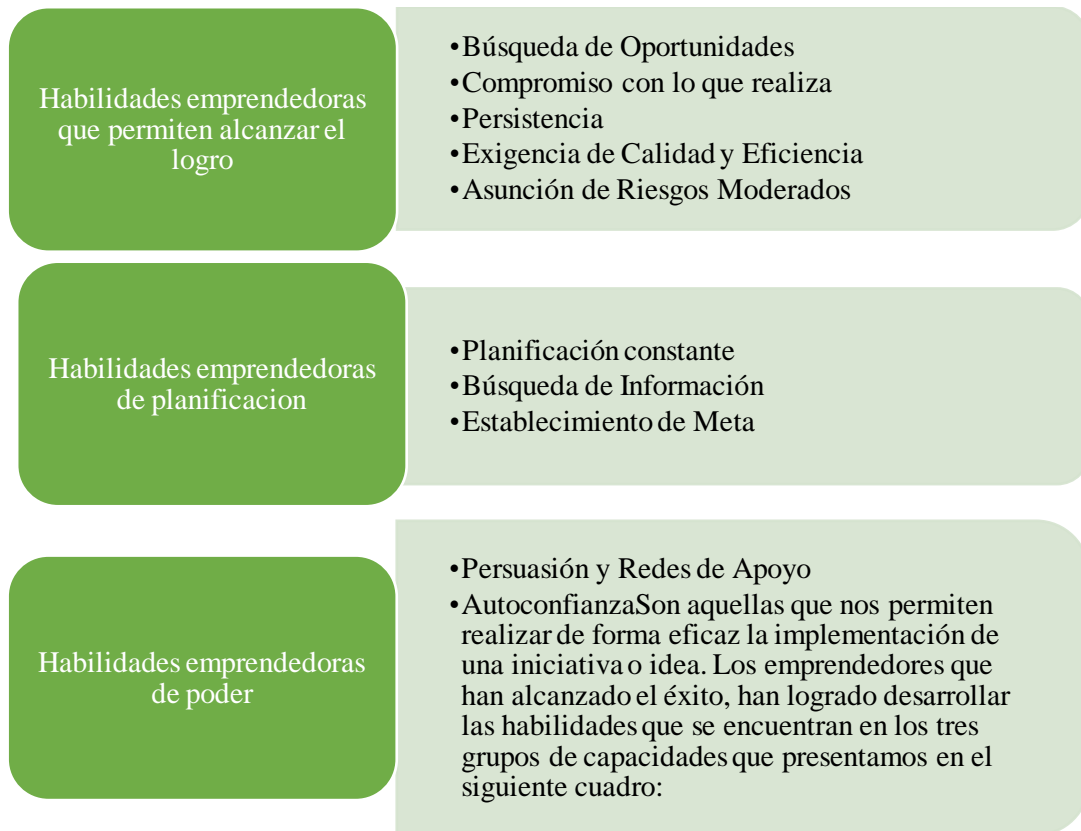 Habilidades emprendedoras
que permiten alcanzar el
logro
•Búsqueda de Oportunidades
•Compromiso con lo que realiza
•Persistencia
•Exigencia de Calidad y Eficiencia
•Asunción de Riesgos Moderados
Habilidades emprendedoras
de planificacion
•Planificación constante
•Búsqueda de Información
•Establecimiento de Meta
Habilidades emprendedoras
de poder
•Persuasión y Redes de Apoyo
•AutoconfianzaSon aquellas que nos permiten
realizar de forma eficaz la implementación de
una iniciativa o idea. Los emprendedores que
han alcanzado el éxito, han logrado desarrollar
las habilidades que se encuentran en los tres
grupos de capacidades que presentamos en el
siguiente cuadro: